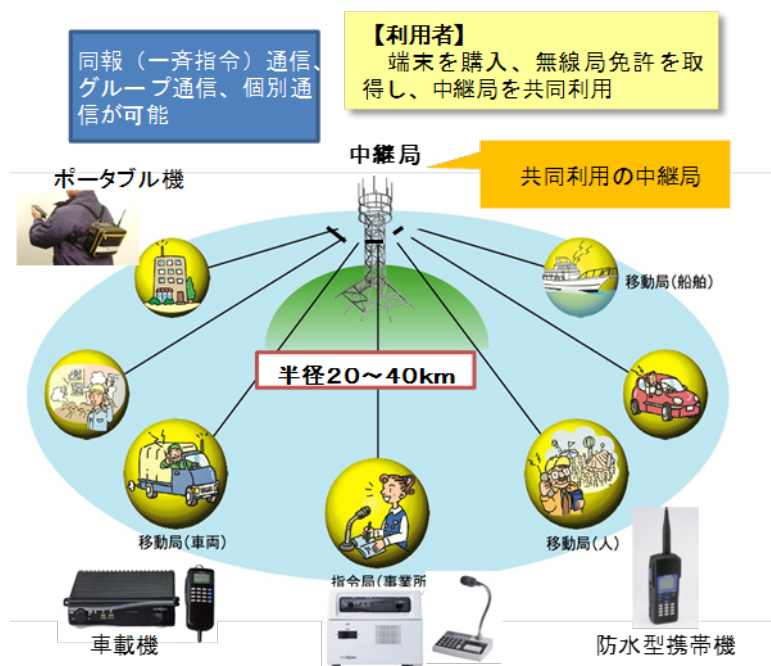 同報（一斉指令）通信、
グループ通信、個別通
信が可能
【利用者】
端末を購入、無線局免許を取
得し、中継局を共同利用
中継局
共同利用の中継局
ポータブル機
移動局(船舶)
半径20～40km
移動局(車両)
移動局(人)
指令局(事業所
車載機
防水型携帯機